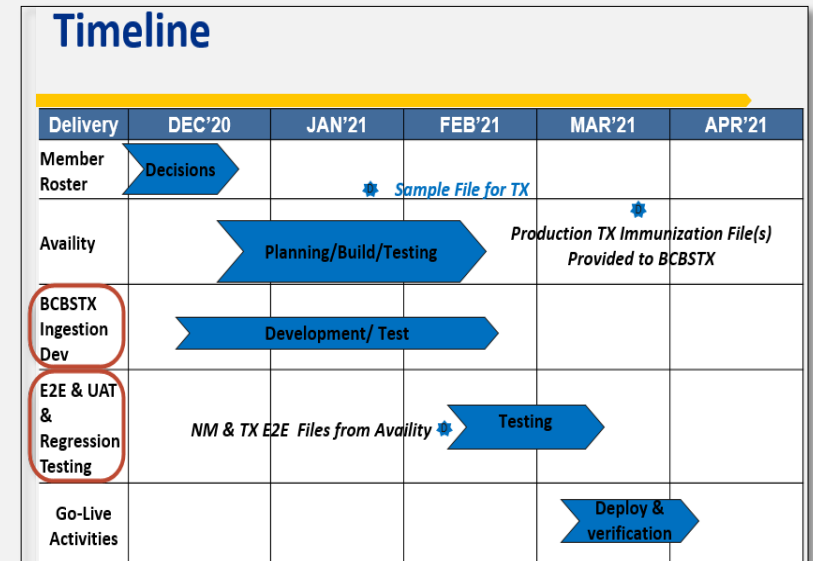 Timeline
Delivery DEC'20 JAN'21 FEB'21 MAR'21 APR'21
Member
Roster
Decisions
Sample File for TX
Availity
Planning/Build/Testing
Production TX Immunization File(s)
Provided to BCBSTX
BCBSTX
Ingestion
Dev
Development/ Test
E2E & UAT
&
Regression
Testing
NM & TX E2E Files from Availity
Testing
Go-Live
Activities
Deploy &
verification